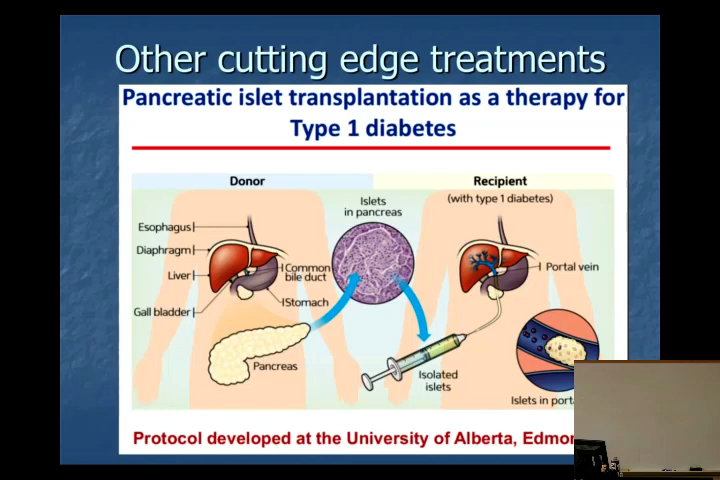 Other cutting edge treatments
Pancreatic islet transplantation as a therapy for
Type 1 diabetes
Donor
Recipient
(with type 1 diabetes)
Islets
in pancreas
Esophagus
Diaphragm
Liver
Common
bile duct
Stomach
Gall bladder
Pancreas
Portal vein
Isolated
islets
Islets in
Protocol developed at the University of Alberta,